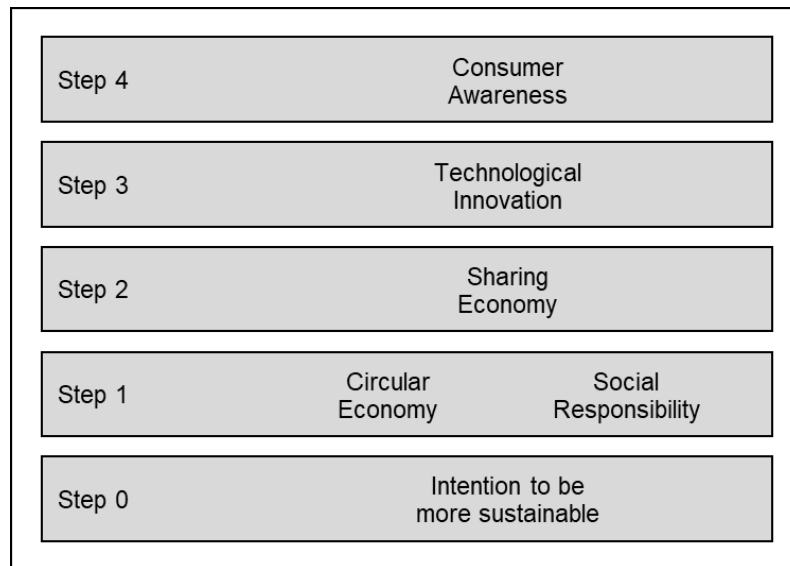 Step 4
Consumer
Awareness
Step 3
Technological
Innovation
Step 2
Sharing
Economy
Step 1
Circular
Economy
Social
Responsibility
Step 0
Intention to be
more sustainable